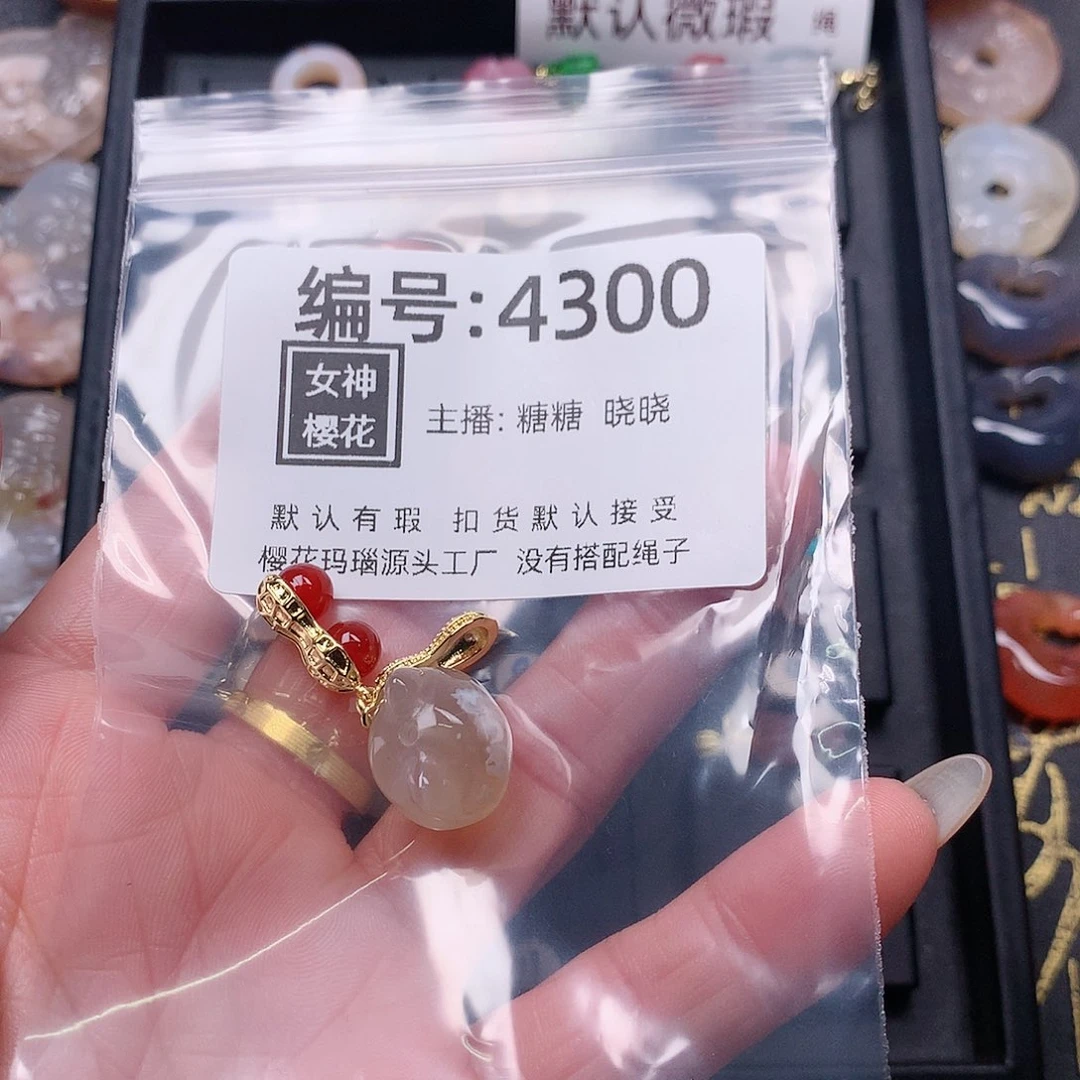 默认微瑕
绳
编号:4300
女神
樱花
主播: 糖糖 晓晓
默认有瑕 扣货默认接受
樱花玛瑙源头工厂 没有搭配绳子